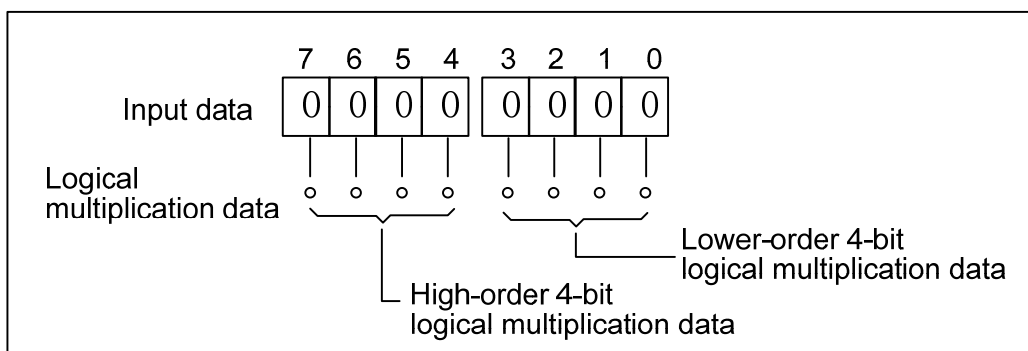 7 6 5 4 3 2 1 0
Input data 0 0 0 0 0 0 0 0
Logical
multiplication data
Lower-order 4-bit
logical multiplication data
High-order 4-bit
logical multiplication data